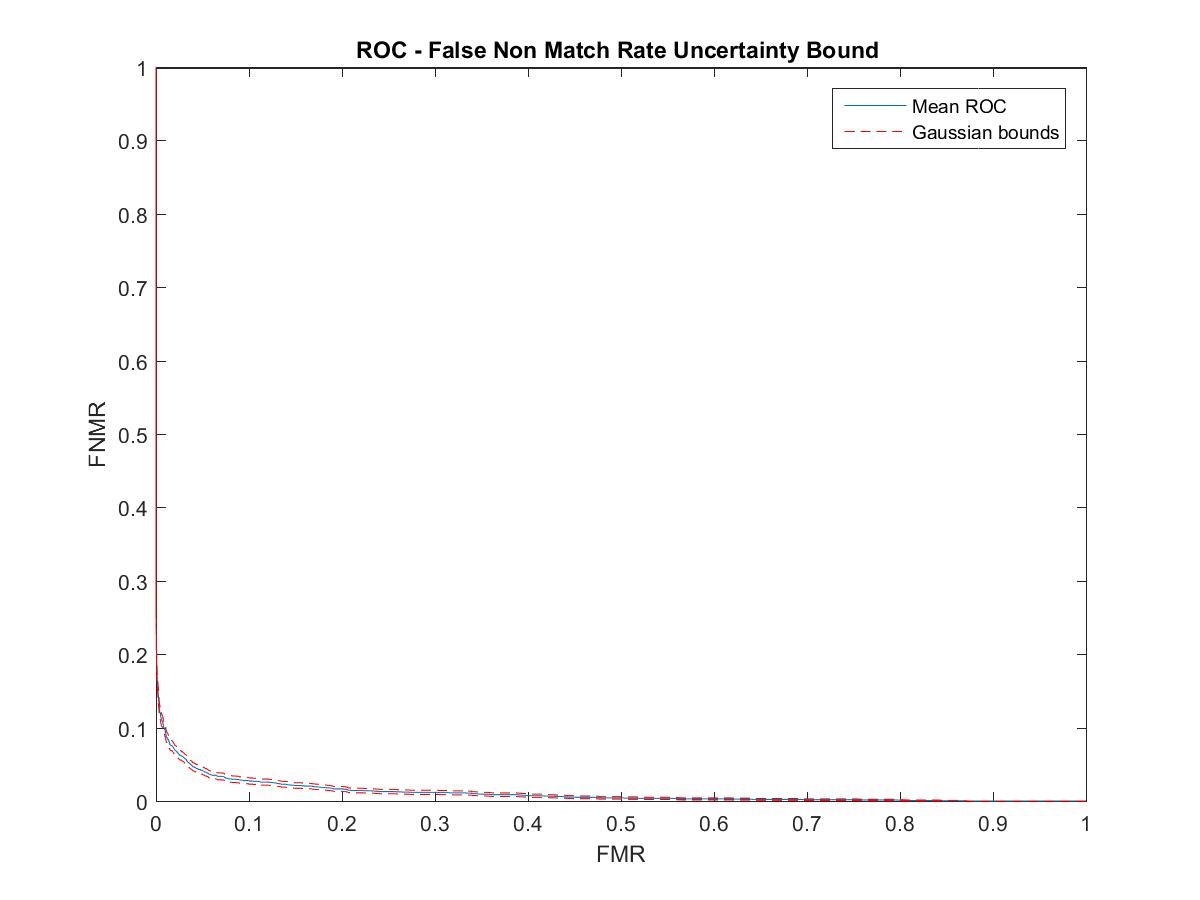 ROC - False Non Match Rate Uncertainty Bound
Mean ROC
Gaussian bounds
1
0.9
0.8
0.7
0.6
0.5
0.4
0.3
0.2
0.1
0
FNMR
0 0.1 0.2 0.3 0.4 0.5 0.6 0.7 0.8 0.9 1
FMR